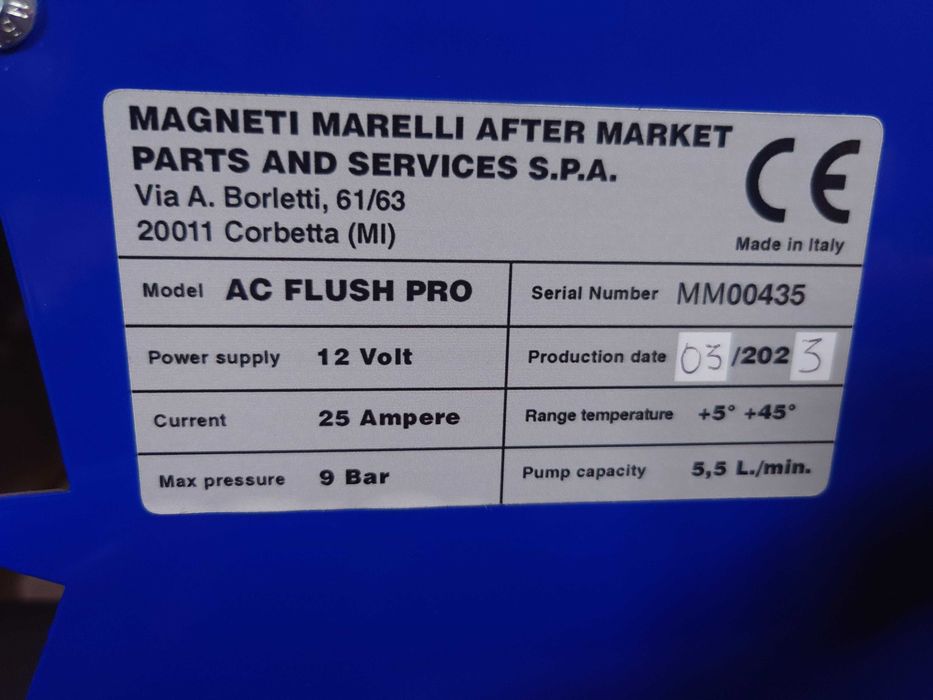 MAGNETI MARELLI AFTER MARKET
PARTS AND SERVICES S.P.A.
Via A. Borletti, 61/63
20011 Corbetta (MI)
CE
Made in Italy
Model AC FLUSH PRO
Serial Number MM00435
Power supply 12 Volt
Production date 03/2023
Current 25 Ampere
Range temperature +5° +45°
Max pressure 9 Bar
Pump capacity 5,5 L./min.